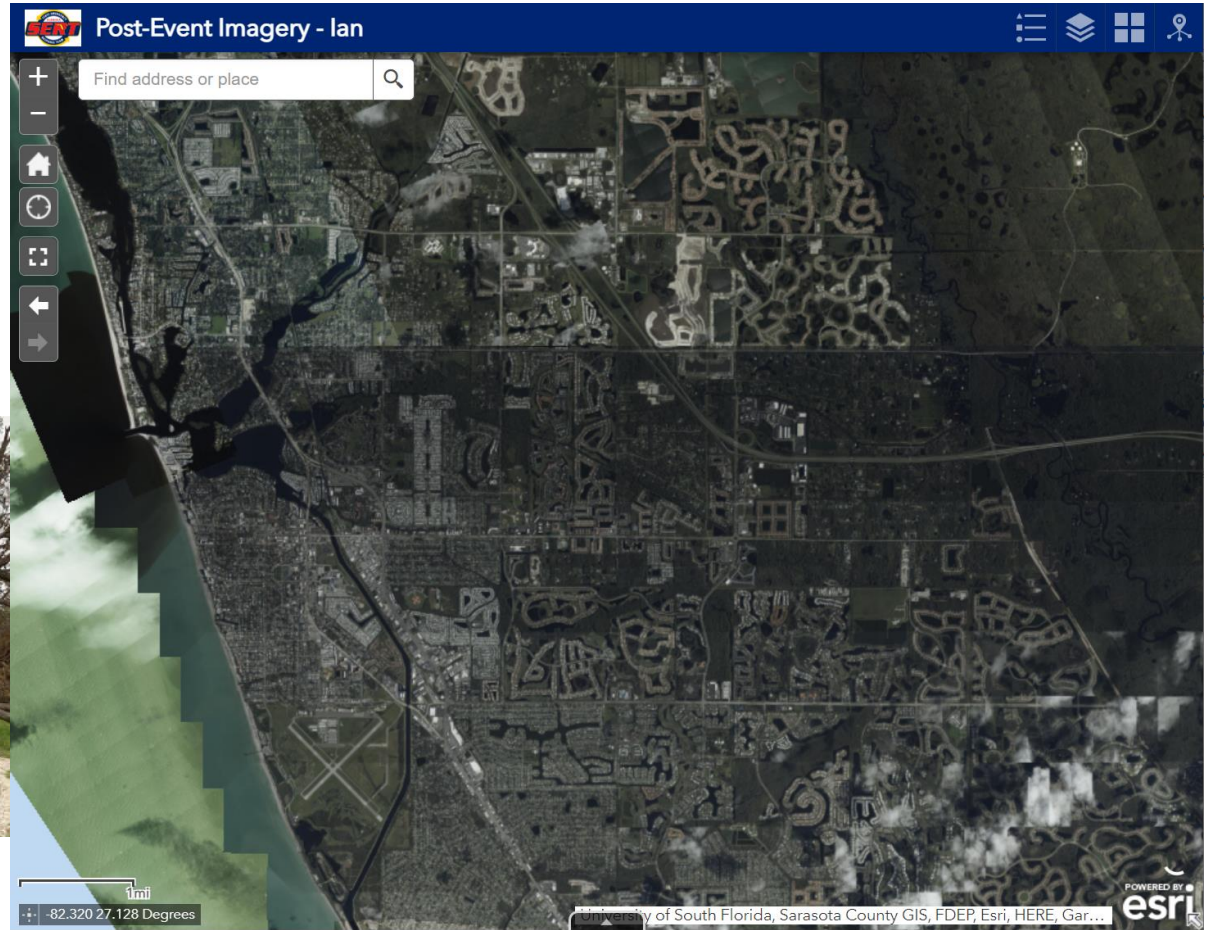 SERT Post-Event Imagery - Ian
Find address or place
1mi
-82.320 27.128 Degrees
University of South Florida, Sarasota County GIS, FDEP, Esri, HERE, Gar...
POWERED BY
esri